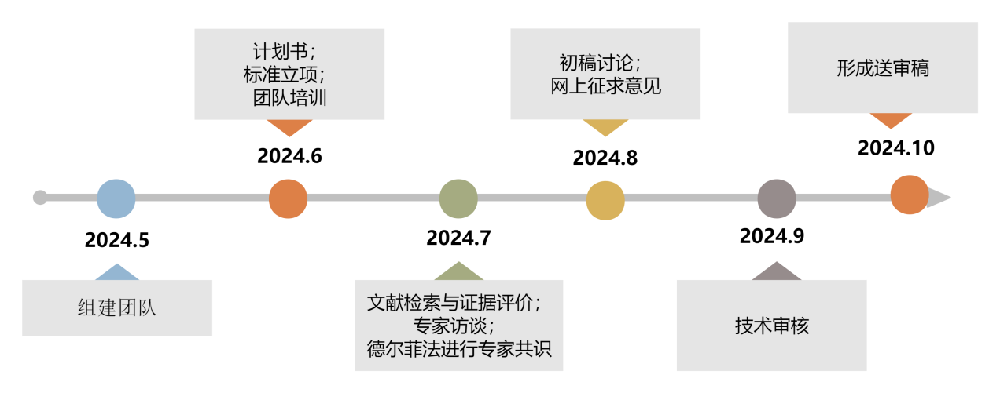 2024.5
组建团队
计划书；
标准立项；
团队培训
2024.6
2024.7
文献检索与证据评价；
专家访谈；
德尔菲法进行专家共识
初稿讨论；
网上征求意见
2024.8
2024.9
技术审核
形成送审稿
2024.10